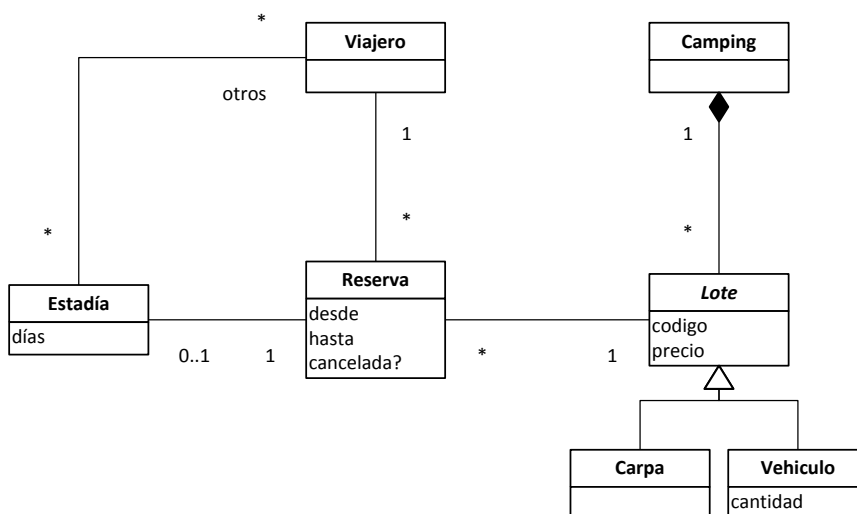 *
Viajero
Camping
otros
1
1
*
*
*
Estadía
días
Reserva
desde
hasta
cancelada?
Lote
codigo
precio
0..1
1
*
1
Carpa
Vehiculo
cantidad